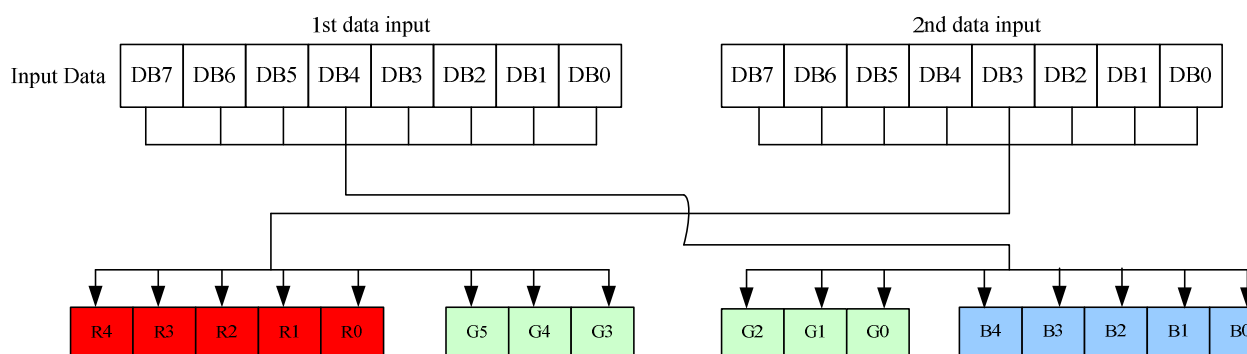 1st data input 2nd data input
Input Data DB7 DB6 DB5 DB4 DB3 DB2 DB1 DB0 DB7 DB6 DB5 DB4 DB3 DB2 DB1 DB0
R4 R3 R2 R1 R0 G5 G4 G3 G2 G1 G0 B4 B3 B2 B1 B0